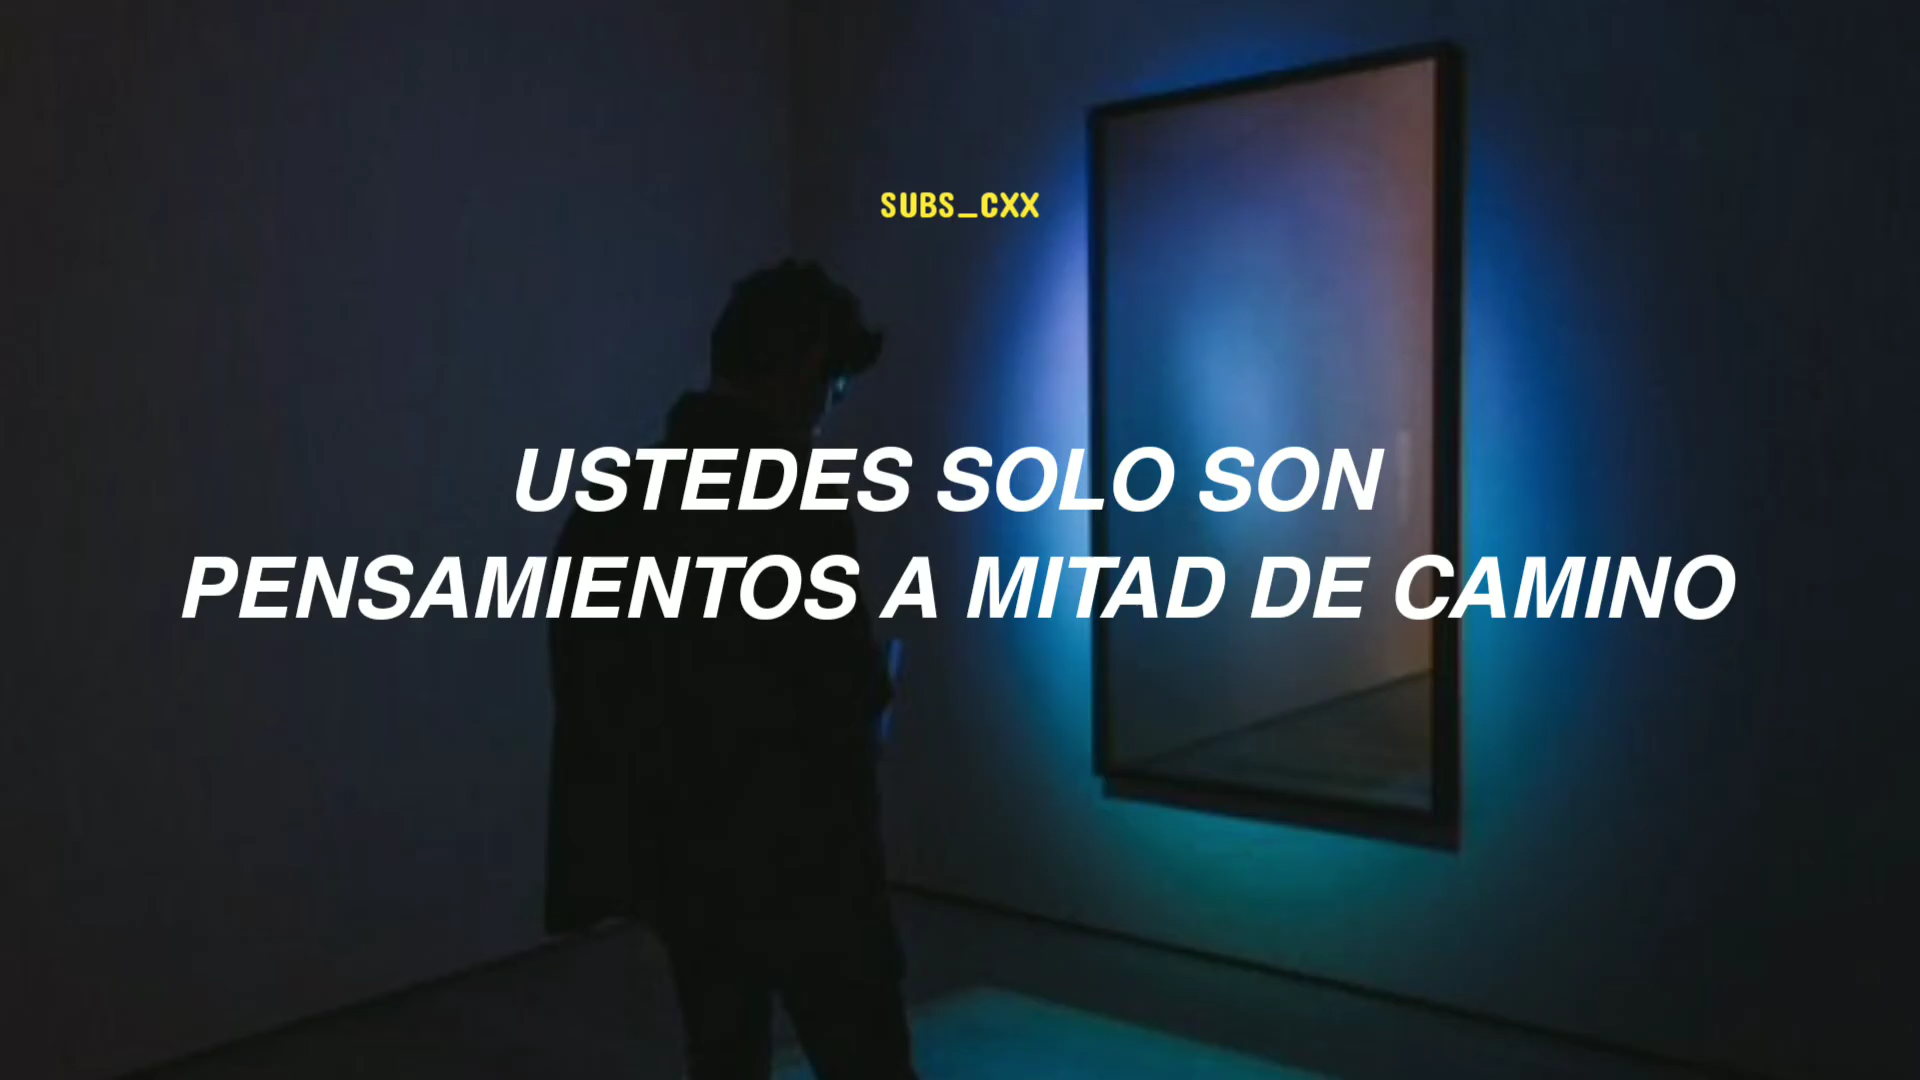 SUBS_CXX
USTEDES SOLO SON
PENSAMIENTOS A MITAD DE CAMINO